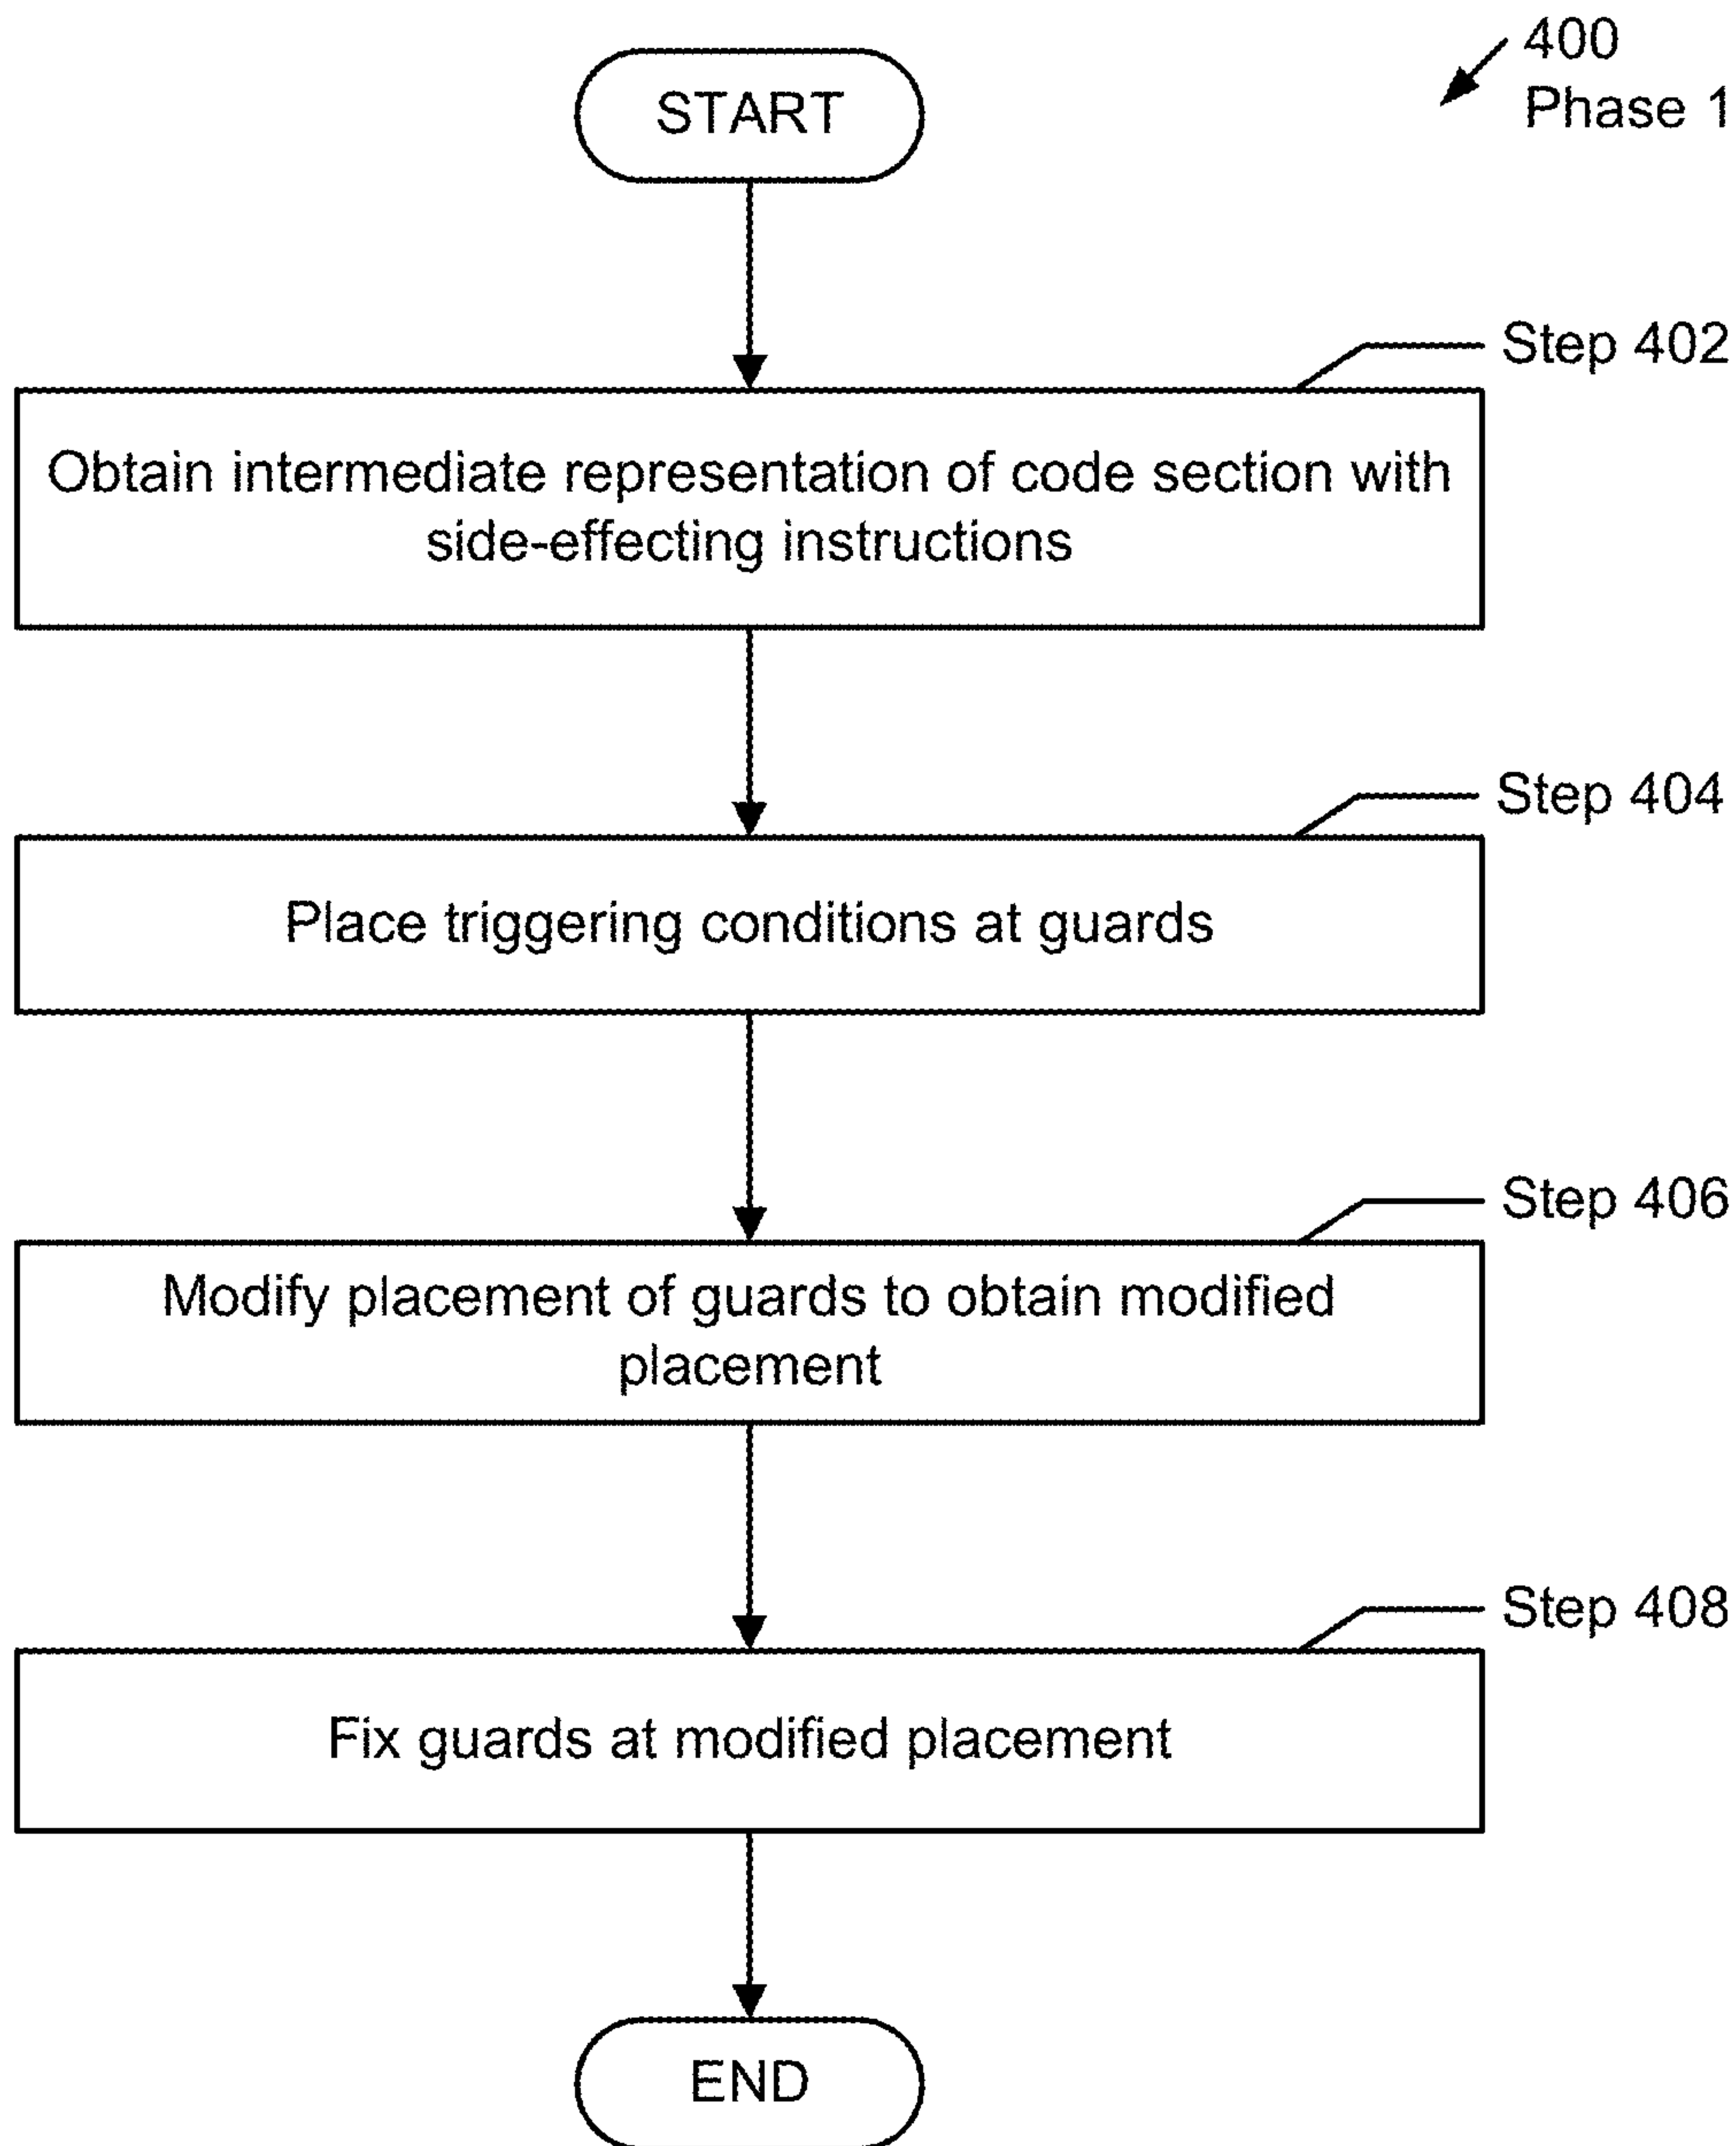 400
Phase 1
START
Step 402
Obtain intermediate representation of code section with
side-effecting instructions
Step 404
Place triggering conditions at guards
Step 406
Modify placement of guards to obtain modified
placement
Step 408
Fix guards at modified placement
END